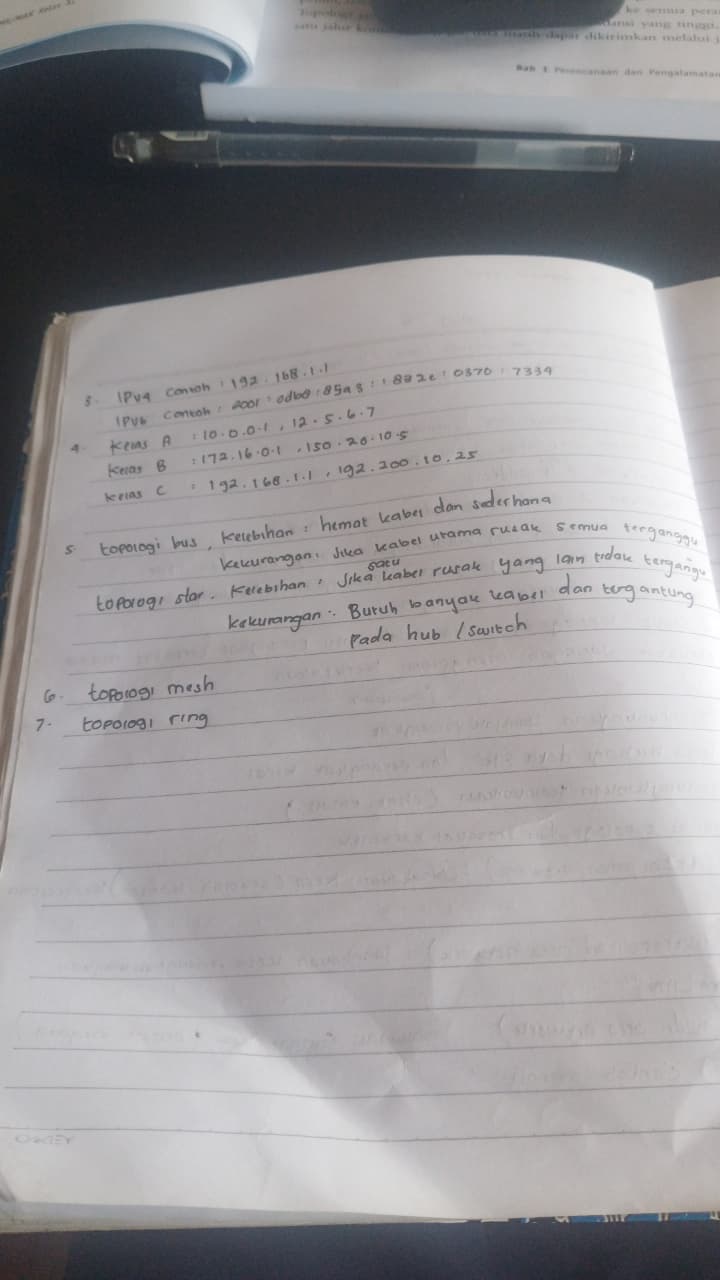 ke semua pera
Topologi
dansi yang tinggi,
satu jalur
masih dapat dikirimkan melalui j
Bab 1 Perencanaan dan Pengalamatan
3. IPv4 contoh : 192.168.1.1
IPv6 contoh : 2001:0db8:85a3::8a2e:0370:7334
4. Kelas A : 10.0.0.1, 12.5.6.7
Kelas B : 172.16.0.1, 150.20.10.5
Kelas C : 192.168.1.1, 192.200.10.25
5. topologi bus, Kelebihan : hemat kabel dan sederhana
Kekurangan : Jika kabel utama rusak semua terganggu
topologi star. Kelebihan : Jika satu kabel rusak yang lain tidak tergangu
Kekurangan : Butuh banyak kabel dan tergantung
Pada hub / switch
6. topologi mesh
7. topologi ring